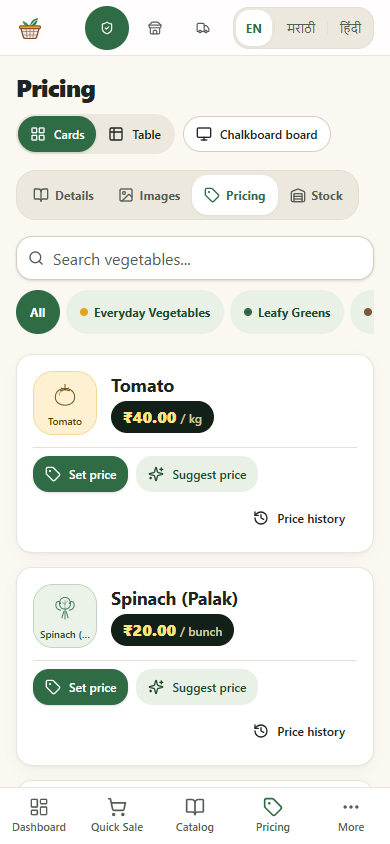 EN मराठी हिंदी
Pricing
Cards Table Chalkboard board
Details Images Pricing Stock
Search vegetables...
All Everyday Vegetables Leafy Greens
Tomato
Tomato
₹40.00 / kg
Set price Suggest price
Price history
Spinach (...
Spinach (Palak)
₹20.00 / bunch
Set price Suggest price
Price history
Dashboard Quick Sale Catalog Pricing More